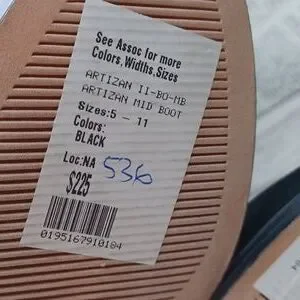 See Assoc for more
Colors,Widths,Sizes
ARTIZAN II-BO-MB
ARTIZAN MID BOOT
Sizes:5 - 11
Colors:
BLACK
Loc:NA 536
$225
0195167910184